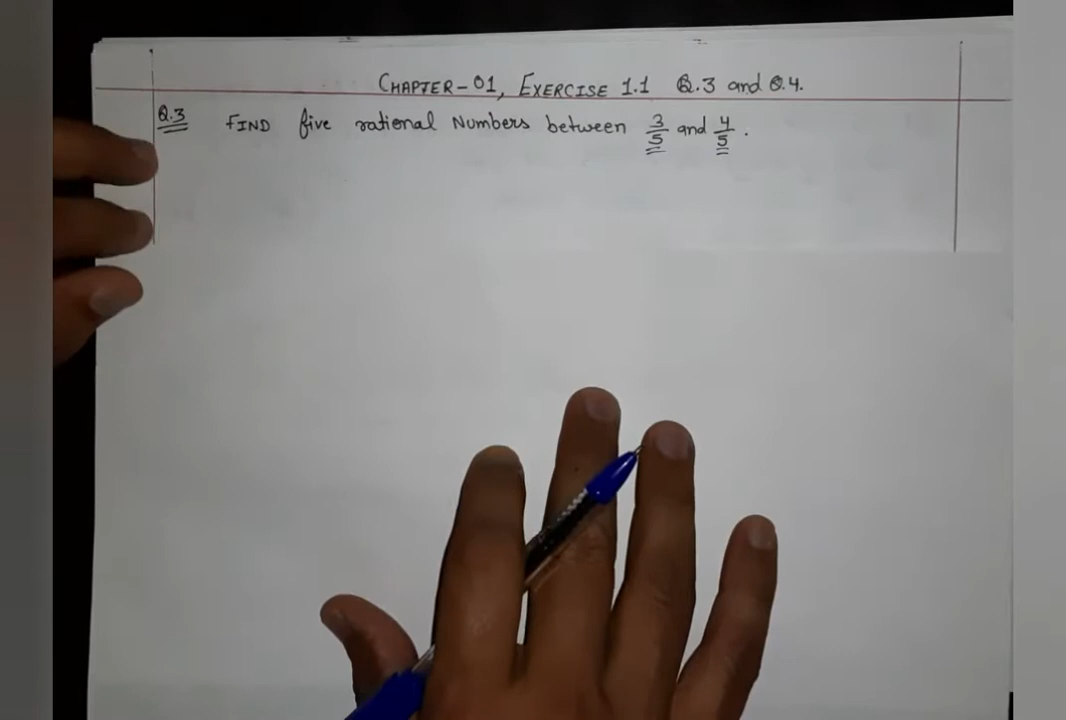 CHAPTER-01, EXERCISE 1.1 Q.3 and Q.4.
Q.3 FIND five rational Numbers between 3/5 and 4/5.